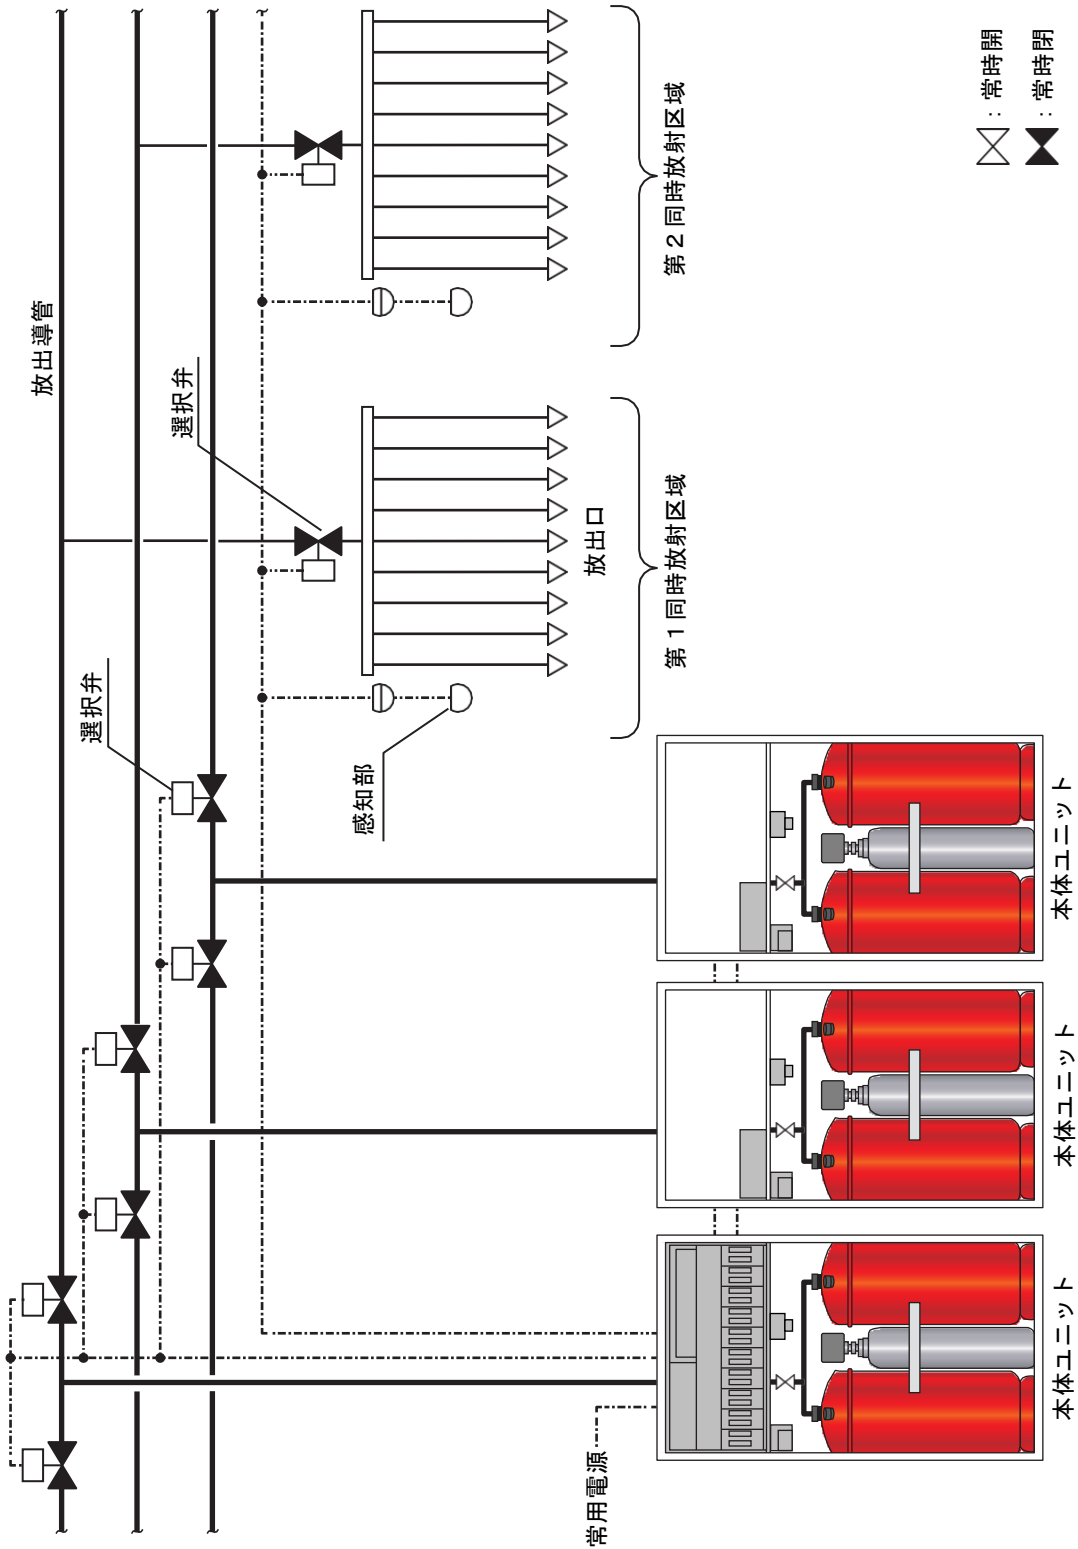 放出導管
選択弁
選択弁
感知部
放出口
第1同時放射区域
第2同時放射区域
常用電源
本体ユニット
本体ユニット
本体ユニット
：常時開
：常時閉